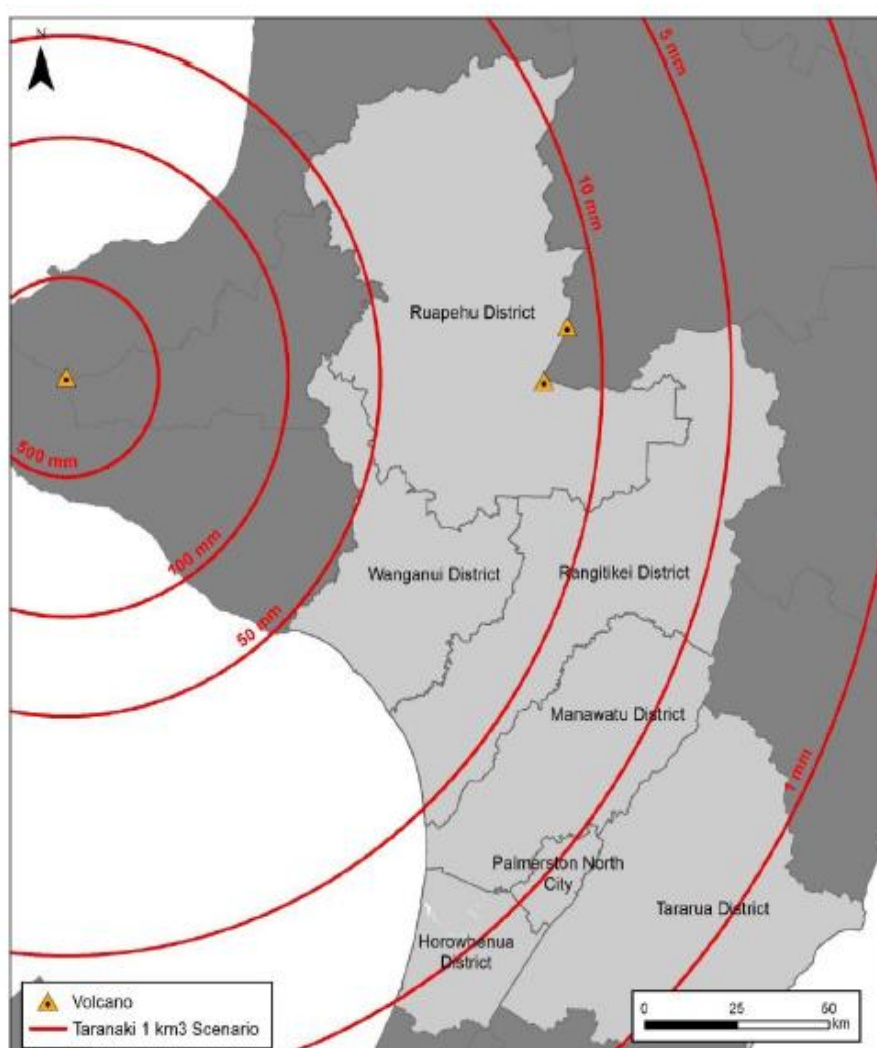 N
5 mm
10 mm
Ruapehu District
500 mm
100 mm
50 mm
Wanganui District
Rangitikei District
Manawatu District
1 mm
Palmerston North
City
Tararua District
Horowhenua
District
Volcano
Taranaki 1 km3 Scenario
0 25 50
km